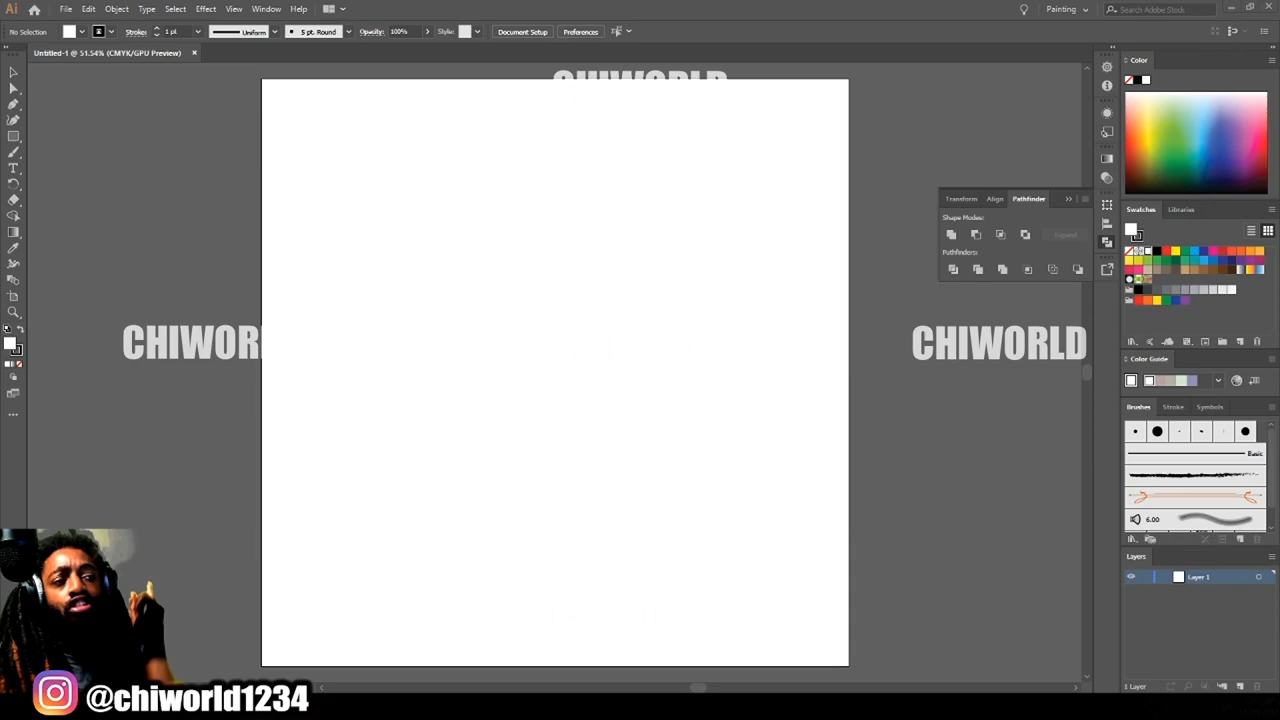 Ai File Edit Object Type Select Effect View Window Help Painting Search Adobe Stock
No Selection Stroke: 1 pt Uniform 5 pt. Round Opacity: 100% Style: Document Setup Preferences
Untitled-1 @ 51.54% (CMYK/GPU Preview)
Color
CHIWORLD
Transform Align Pathfinder
Shape Modes:
Expand
Pathfinders:
Swatches Libraries
CHIWOR
CHIWORLD
Color Guide
Brushes Stroke Symbols
Basic
6.00
Layers
Layer 1
1 Layer
@chiworld1234